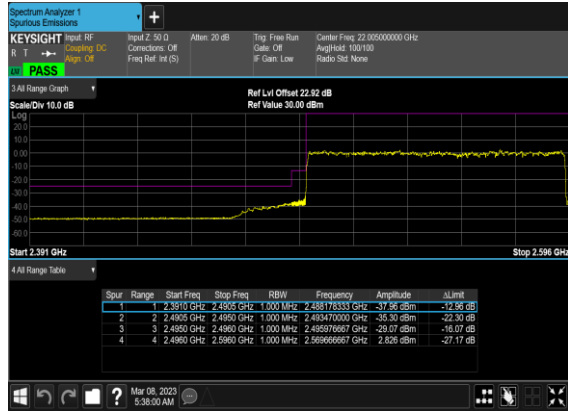 Spectrum Analyzer 1
Spurious Emissions
+
KEYSIGHT
R T
LV PASS
Input: RF
Coupling: DC
Align: Off
Input Z: 50 Ω
Corrections: Off
Freq Ref: Int (S)
Atten: 20 dB
Trig: Free Run
Gate: Off
IF Gain: Low
Center Freq: 22.005000000 GHz
Avg|Hold: 100/100
Radio Std: None
3 All Range Graph
Scale/Div 10.0 dB
Ref Lvl Offset 22.92 dB
Ref Value 30.00 dBm
Log
20.0
10.0
0.00
-10.0
-20.0
-30.0
-40.0
-50.0
-60.0
Start 2.391 GHz
Stop 2.596 GHz
4 All Range Table
Spur Range Start Freq Stop Freq RBW Frequency Amplitude ΔLimit
1 1 2.3910 GHz 2.4905 GHz 1.000 MHz 2.488178333 GHz -37.96 dBm -12.96 dB
2 2 2.4905 GHz 2.4950 GHz 1.000 MHz 2.493470000 GHz -35.30 dBm -22.30 dB
3 3 2.4950 GHz 2.4960 GHz 1.000 MHz 2.495976667 GHz -29.07 dBm -16.07 dB
4 4 2.4960 GHz 2.5960 GHz 1.000 MHz 2.569666667 GHz 2.826 dBm -27.17 dB
?
Mar 08, 2023
5:38:00 AM